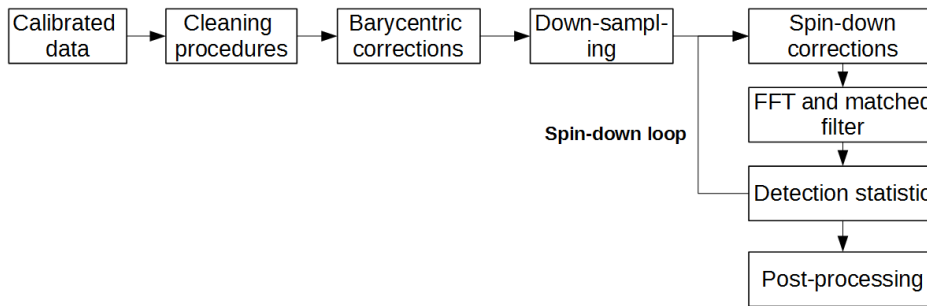 Calibrated
data
Cleaning
procedures
Barycentric
corrections
Down-sampl-
ing
Spin-down
corrections
FFT and matched
filter
Spin-down loop
Detection statistic
Post-processing